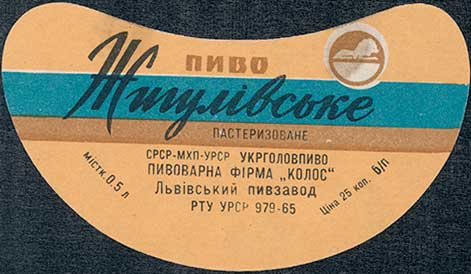 ПИВО
Жигулівське
ПАСТЕРИЗОВАНЕ
СРСР-МХП-УРСР УКРГОЛОВПИВО
ПИВОВАРНА ФІРМА „КОЛОС"
Львівський пивзавод
РТУ УРСР 979-65
містк. 0,5 л
Ціна 25 коп. б/п